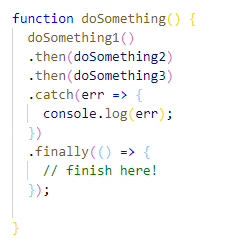 function doSomething() {
  doSomething1()
  .then(doSomething2)
  .then(doSomething3)
  .catch(err => {
    console.log(err);
  })
  .finally(() => {
    // finish here!
  });
}